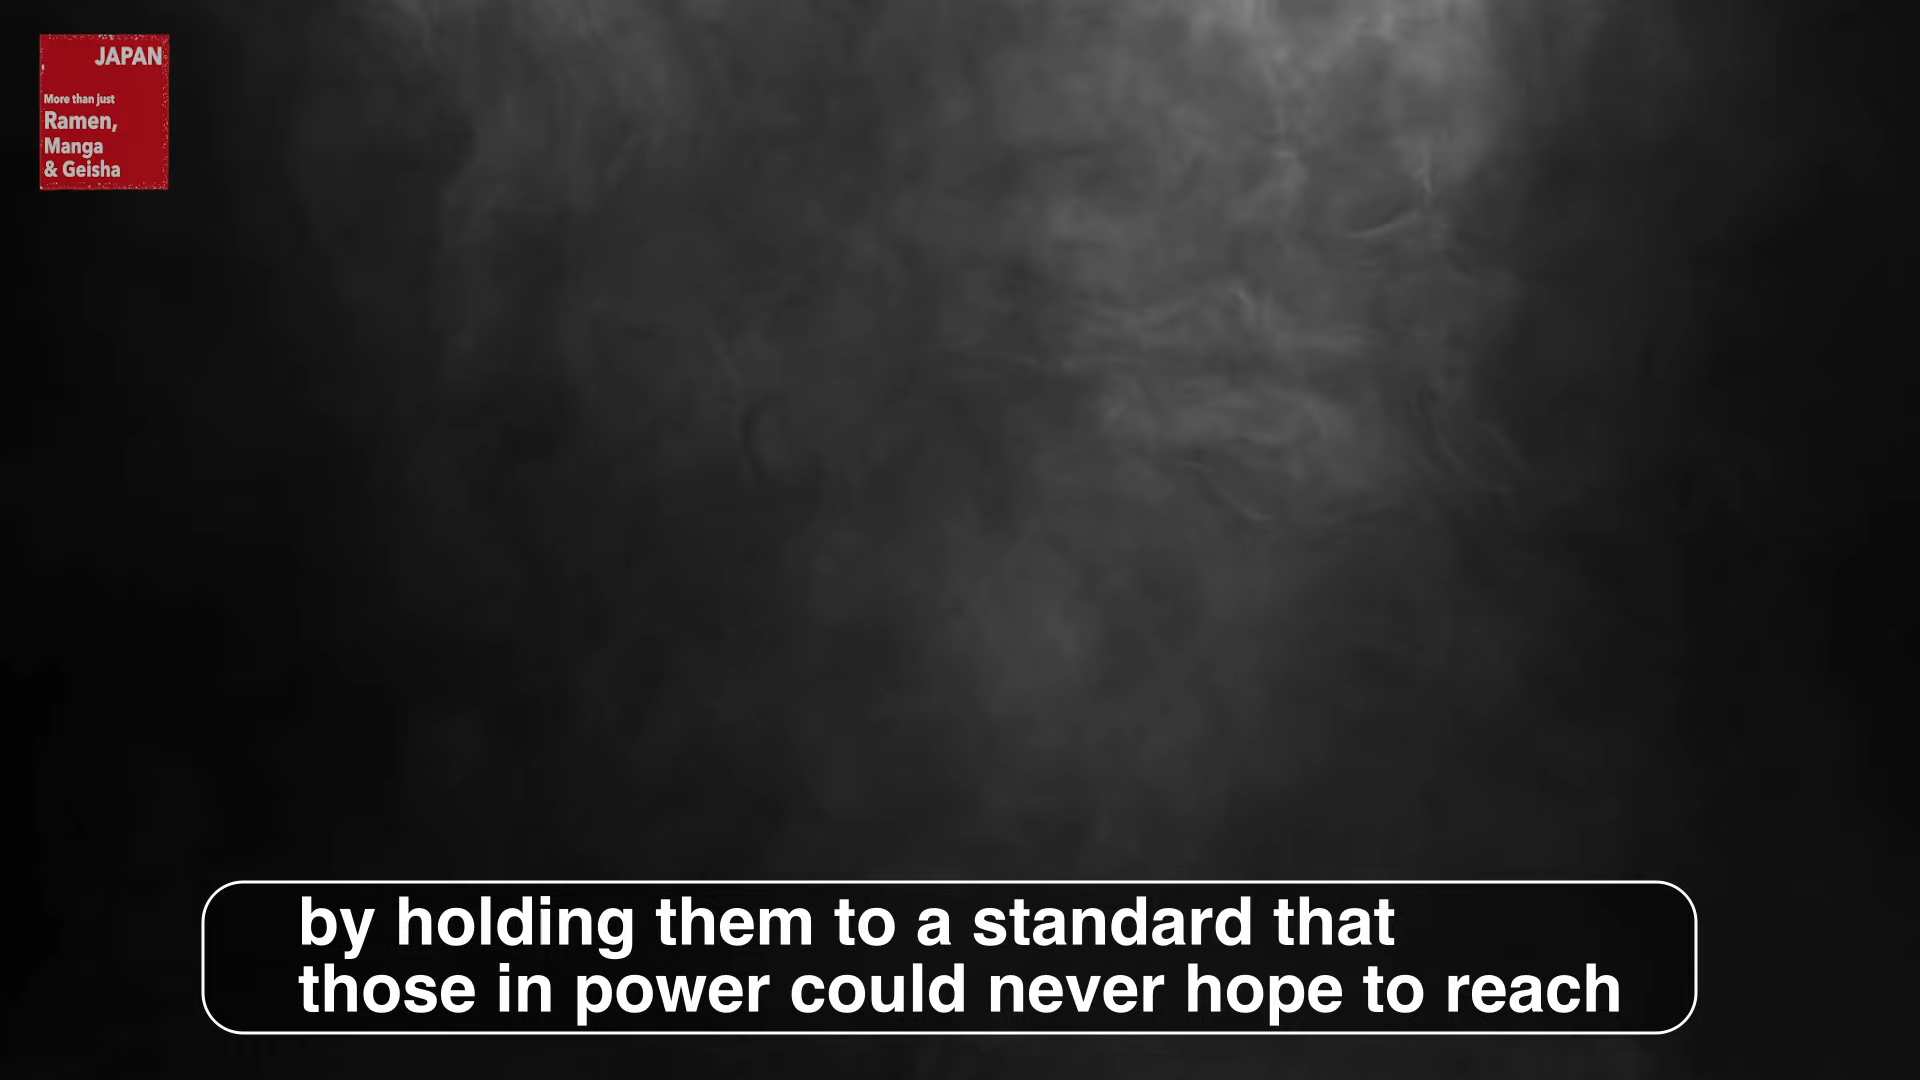 JAPAN
More than just
Ramen,
Manga
& Geisha
by holding them to a standard that
those in power could never hope to reach